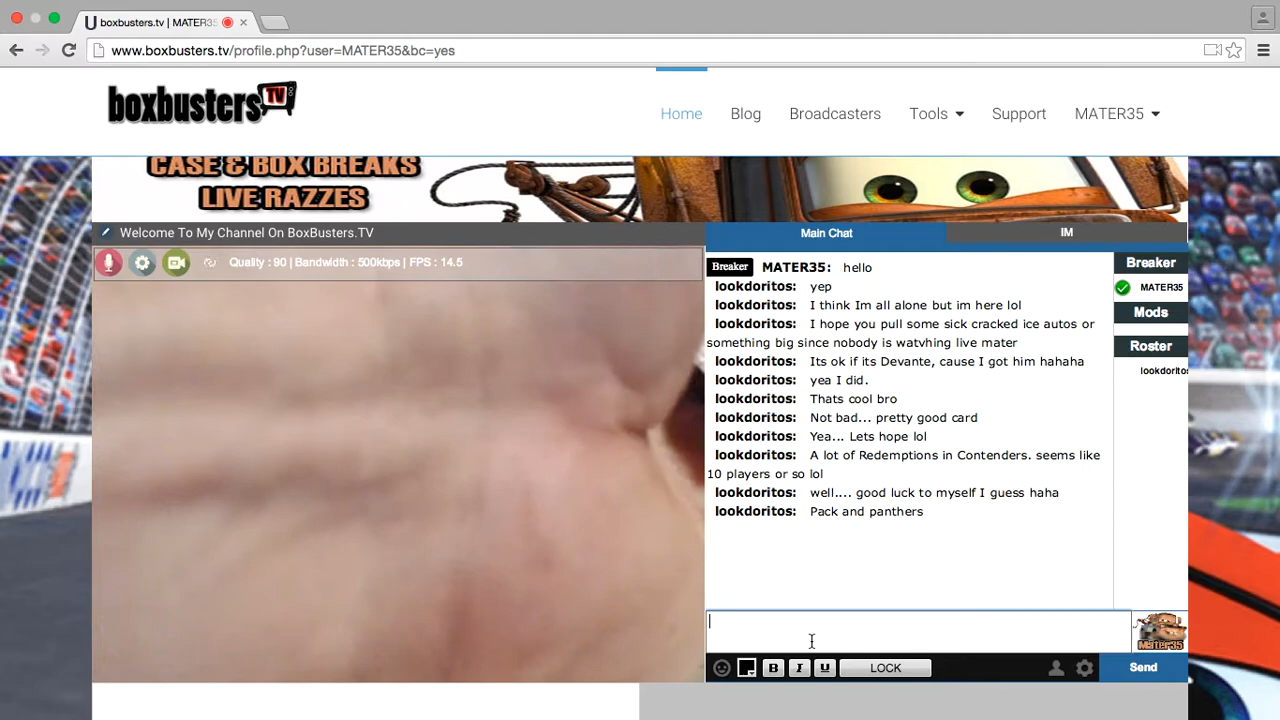 boxbusters.tv | MATER35
www.boxbusters.tv/profile.php?user=MATER35&bc=yes
boxbusters TV
Home Blog Broadcasters Tools Support MATER35
CASE & BOX BREAKS
LIVE RAZZES
Welcome To My Channel On BoxBusters.TV
Main Chat IM
Quality : 90 | Bandwidth : 500kbps | FPS : 14.5
Breaker MATER35: hello
lookdoritos: yep
lookdoritos: I think Im all alone but im here lol
lookdoritos: I hope you pull some sick cracked ice autos or
something big since nobody is watvhing live mater
lookdoritos: Its ok if its Devante, cause I got him hahaha
lookdoritos: yea I did.
lookdoritos: Thats cool bro
lookdoritos: Not bad... pretty good card
lookdoritos: Yea... Lets hope lol
lookdoritos: A lot of Redemptions in Contenders. seems like
10 players or so lol
lookdoritos: well.... good luck to myself I guess haha
lookdoritos: Pack and panthers
Breaker
MATER35
Mods
Roster
lookdoritos
Mater35
B I U LOCK Send